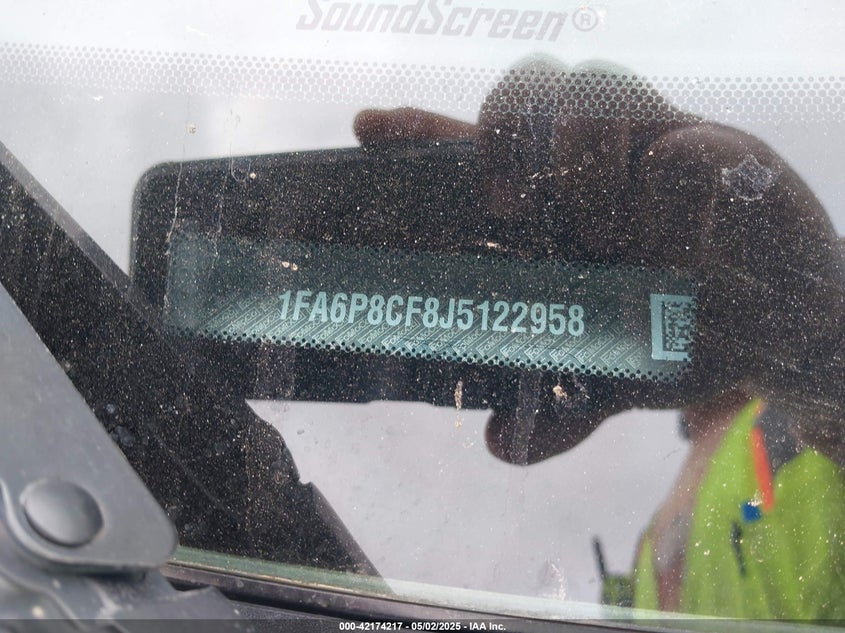 SoundScreen®
1FA6P8CF8J5122958
000-42174217 - 05/02/2025 - IAA Inc.